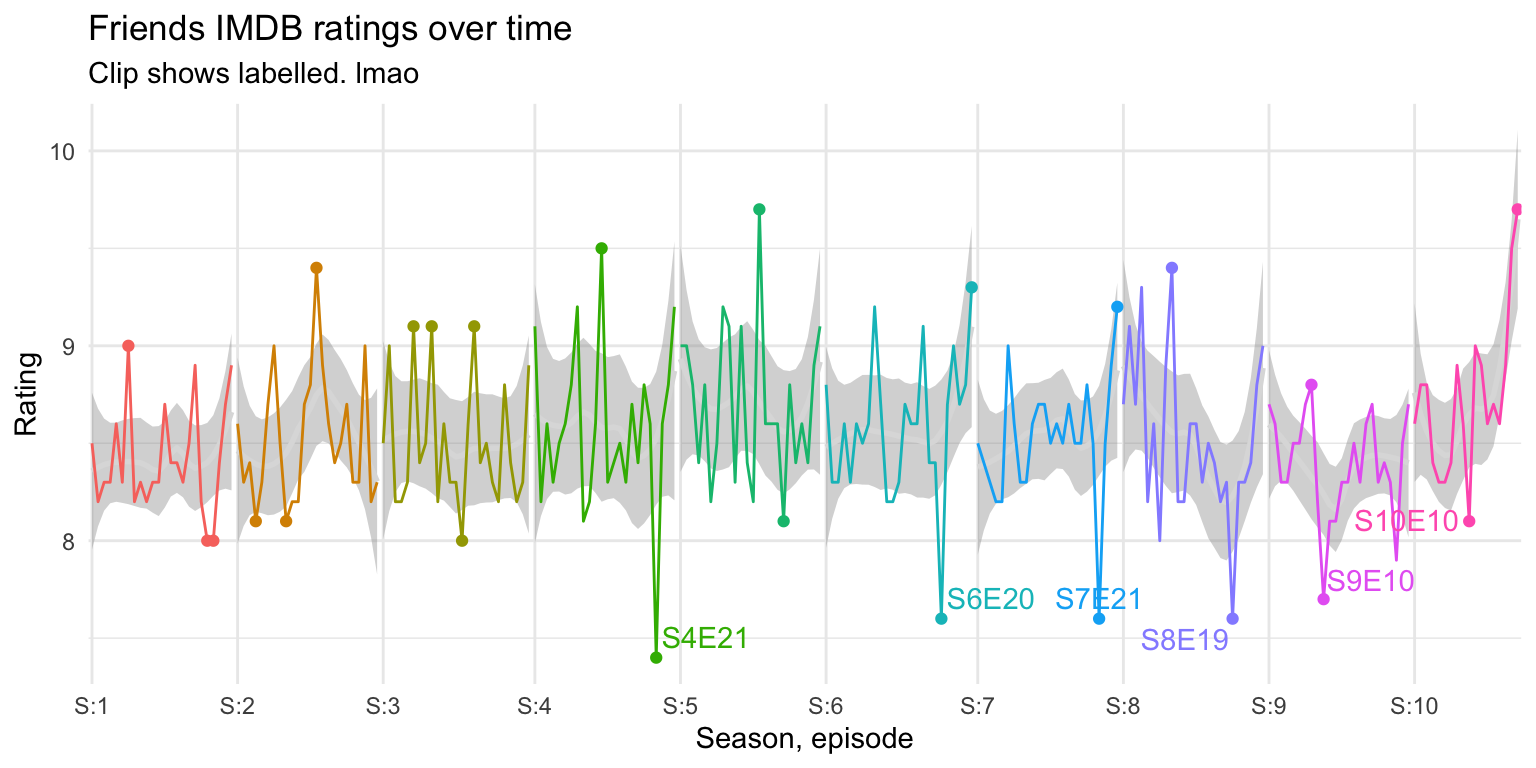 Friends IMDB ratings over time
Clip shows labelled. lmao
10
9
8
Rating
S4E21
S6E20
S7E21
S8E19
S9E10
S10E10
S:1 S:2 S:3 S:4 S:5 S:6 S:7 S:8 S:9 S:10
Season, episode